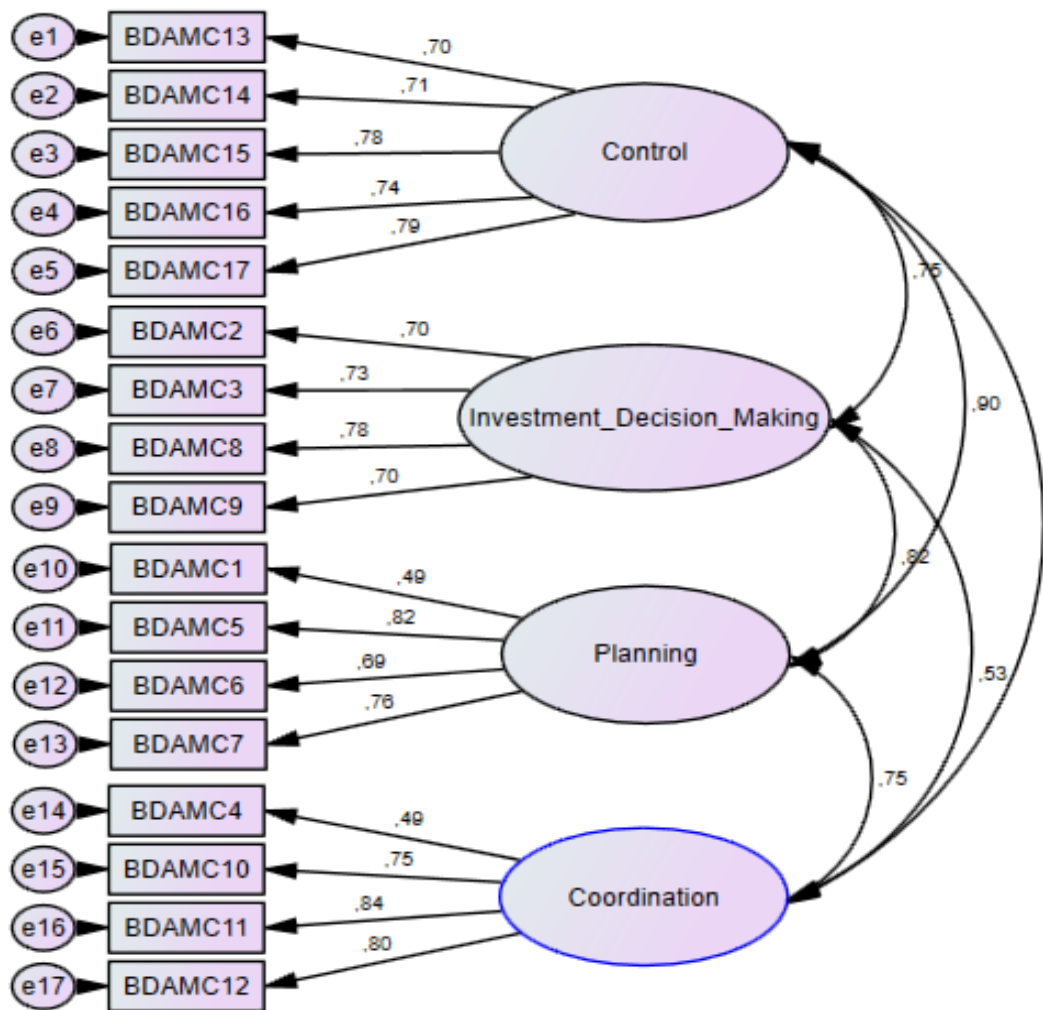 e1 BDAMC13
,70
e2 BDAMC14
,71
e3 BDAMC15
,78
Control
e4 BDAMC16
,74
e5 BDAMC17
,79
,75
e6 BDAMC2
,70
e7 BDAMC3
,73
,90
Investment_Decision_Making
e8 BDAMC8
,78
e9 BDAMC9
,70
e10 BDAMC1
,49
,82
e11 BDAMC5
,82
Planning
e12 BDAMC6
,69
,53
e13 BDAMC7
,76
,75
e14 BDAMC4
,49
e15 BDAMC10
,75
Coordination
e16 BDAMC11
,84
e17 BDAMC12
,80